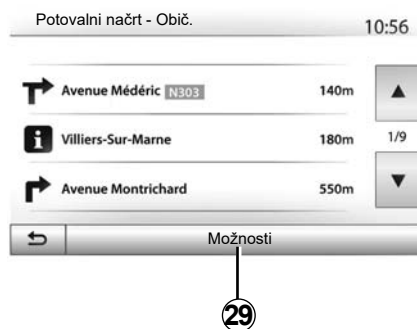 Potovalni načrt - Obič. 10:56
Avenue Médéric N303 140m
Villiers-Sur-Marne 180m
1/9
Avenue Montrichard 550m
Možnosti
29